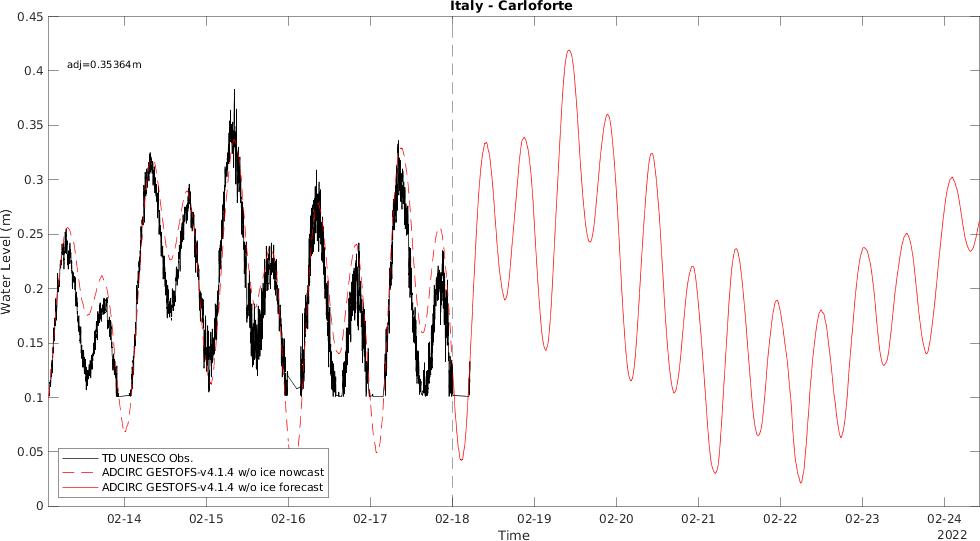 Italy - Carloforte
adj=0.35364m
Water Level (m)
0.45
0.4
0.35
0.3
0.25
0.2
0.15
0.1
0.05
0
TD UNESCO Obs.
ADCIRC GESTOFS-v4.1.4 w/o ice nowcast
ADCIRC GESTOFS-v4.1.4 w/o ice forecast
02-14 02-15 02-16 02-17 02-18 02-19 02-20 02-21 02-22 02-23 02-24
Time
2022